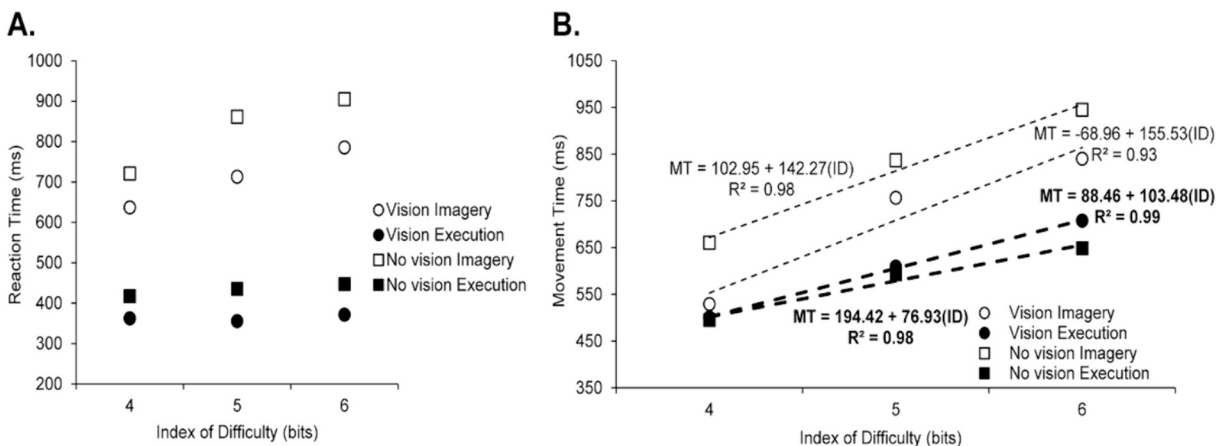 A.
Reaction Time (ms)
1000
900
800
700
600
500
400
300
200
4
5
6
Index of Difficulty (bits)
Vision Imagery
Vision Execution
No vision Imagery
No vision Execution
B.
Movement Time (ms)
1050
950
850
750
650
550
450
350
4
5
6
Index of Difficulty (bits)
MT = 102.95 + 142.27(ID)
R² = 0.98
MT = -68.96 + 155.53(ID)
R² = 0.93
MT = 88.46 + 103.48(ID)
R² = 0.99
MT = 194.42 + 76.93(ID)
R² = 0.98
Vision Imagery
Vision Execution
No vision Imagery
No vision Execution